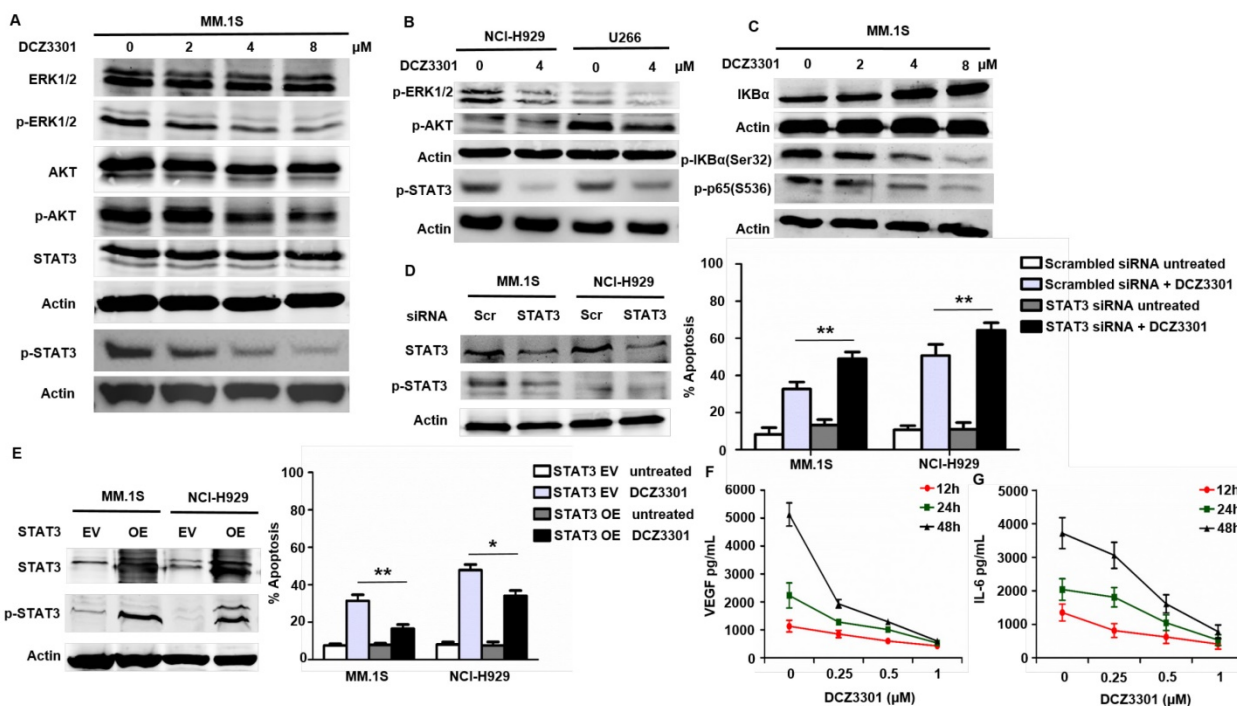 A
MM.1S
DCZ3301 0 2 4 8 μM
ERK1/2
p-ERK1/2
AKT
p-AKT
STAT3
Actin
p-STAT3
Actin
B
NCI-H929 U266
DCZ3301 0 4 0 4 μM
p-ERK1/2
p-AKT
Actin
p-STAT3
Actin
C
MM.1S
DCZ3301 0 2 4 8 μM
IKBα
Actin
p-IKBα(Ser32)
p-p65(S536)
Actin
D
MM.1S NCI-H929
siRNA Scr STAT3 Scr STAT3
STAT3
p-STAT3
Actin
% Apoptosis
100
80
60
40
20
0
**
**
MM.1S NCI-H929
Scrambled siRNA untreated
Scrambled siRNA + DCZ3301
STAT3 siRNA untreated
STAT3 siRNA + DCZ3301
E
MM.1S NCI-H929
STAT3 EV OE EV OE
STAT3
p-STAT3
Actin
% Apoptosis
100
80
60
40
20
0
**
*
MM.1S NCI-H929
STAT3 EV untreated
STAT3 EV DCZ3301
STAT3 OE untreated
STAT3 OE DCZ3301
F
VEGF pg/mL
6000
5000
4000
3000
2000
1000
0
0 0.25 0.5 1
DCZ3301 (μM)
12h
24h
48h
G
IL-6 pg/mL
5000
4000
3000
2000
1000
0
0 0.25 0.5 1
DCZ3301 (μM)
12h
24h
48h